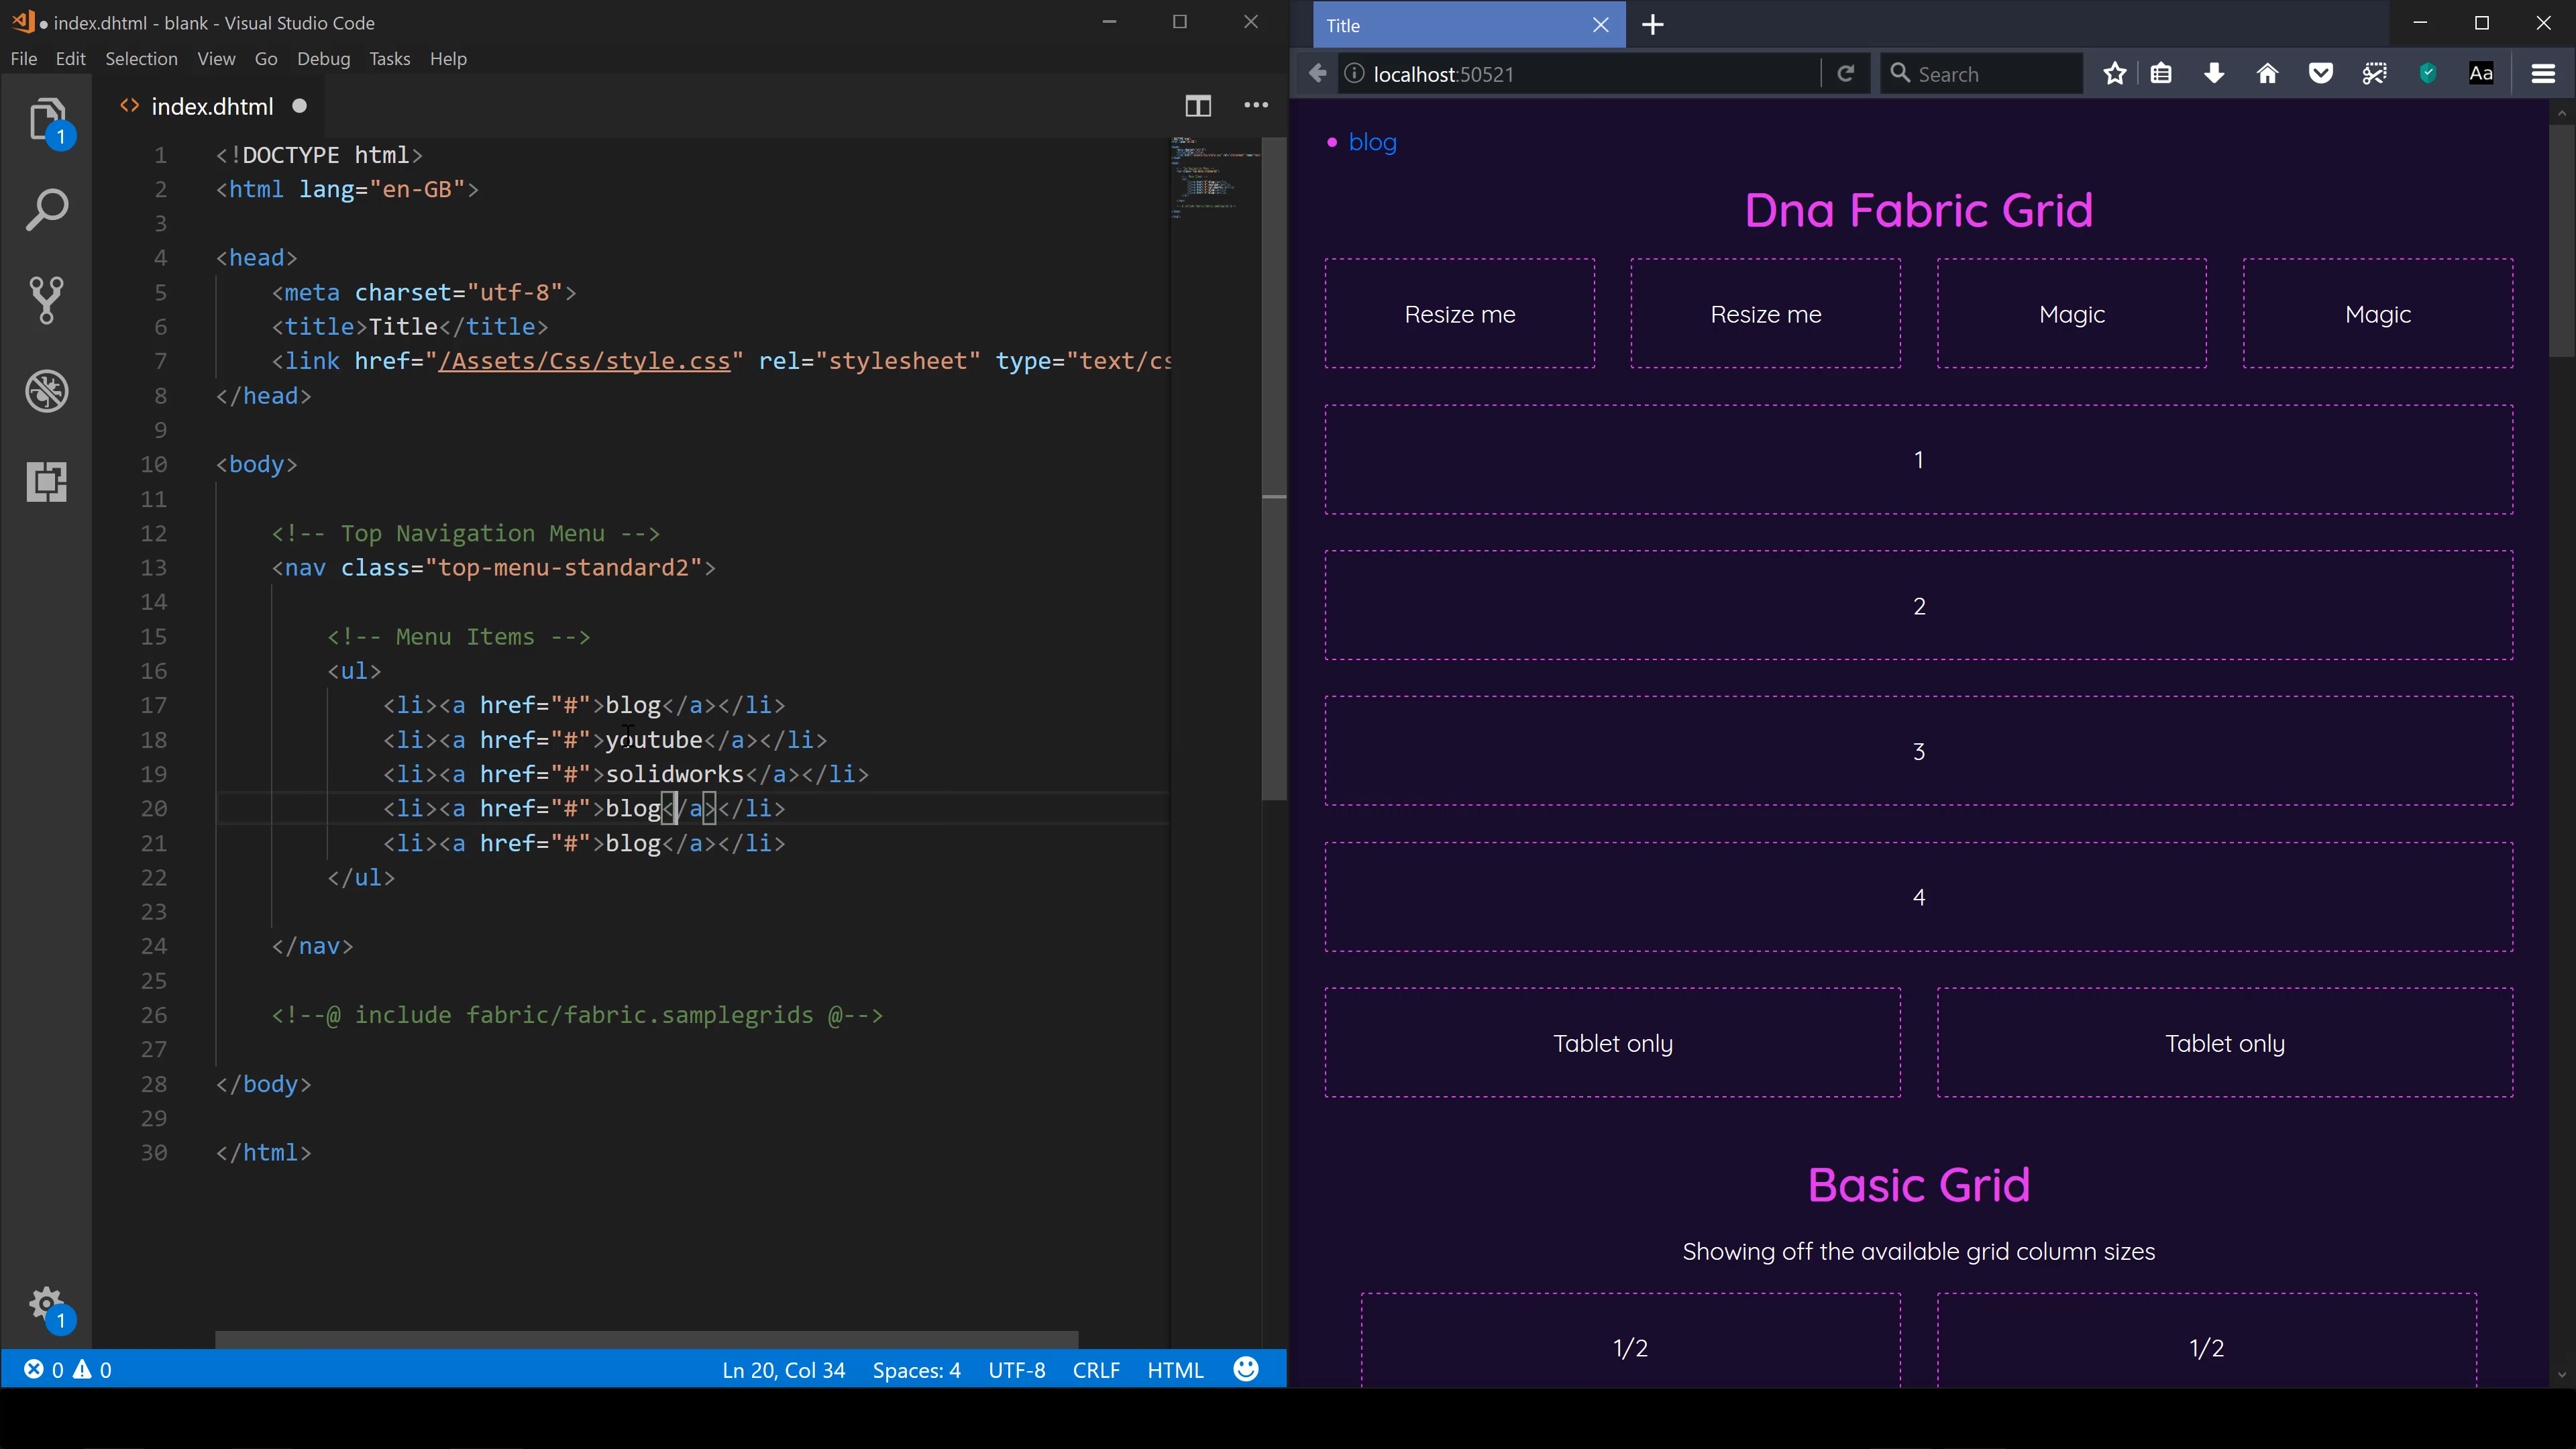 index.dhtml - blank - Visual Studio Code
File Edit Selection View Go Debug Tasks Help
index.dhtml
1
1 <!DOCTYPE html>
2 <html lang="en-GB">
3
4 <head>
5 <meta charset="utf-8">
6 <title>Title</title>
7 <link href="/Assets/Css/style.css" rel="stylesheet" type="text/cs
8 </head>
9
10 <body>
11
12 <!-- Top Navigation Menu -->
13 <nav class="top-menu-standard2">
14
15 <!-- Menu Items -->
16 <ul>
17 <li><a href="#">blog</a></li>
18 <li><a href="#">youtube</a></li>
19 <li><a href="#">solidworks</a></li>
20 <li><a href="#">blog</a></li>
21 <li><a href="#">blog</a></li>
22 </ul>
23
24 </nav>
25
26 <!--@ include fabric/fabric.samplegrids @-->
27
28 </body>
29
30 </html>
1
0 0 Ln 20, Col 34 Spaces: 4 UTF-8 CRLF HTML
Title
localhost:50521 Search Aa
blog
Dna Fabric Grid
Resize me Resize me Magic Magic
1
2
3
4
Tablet only Tablet only
Basic Grid
Showing off the available grid column sizes
1/2 1/2